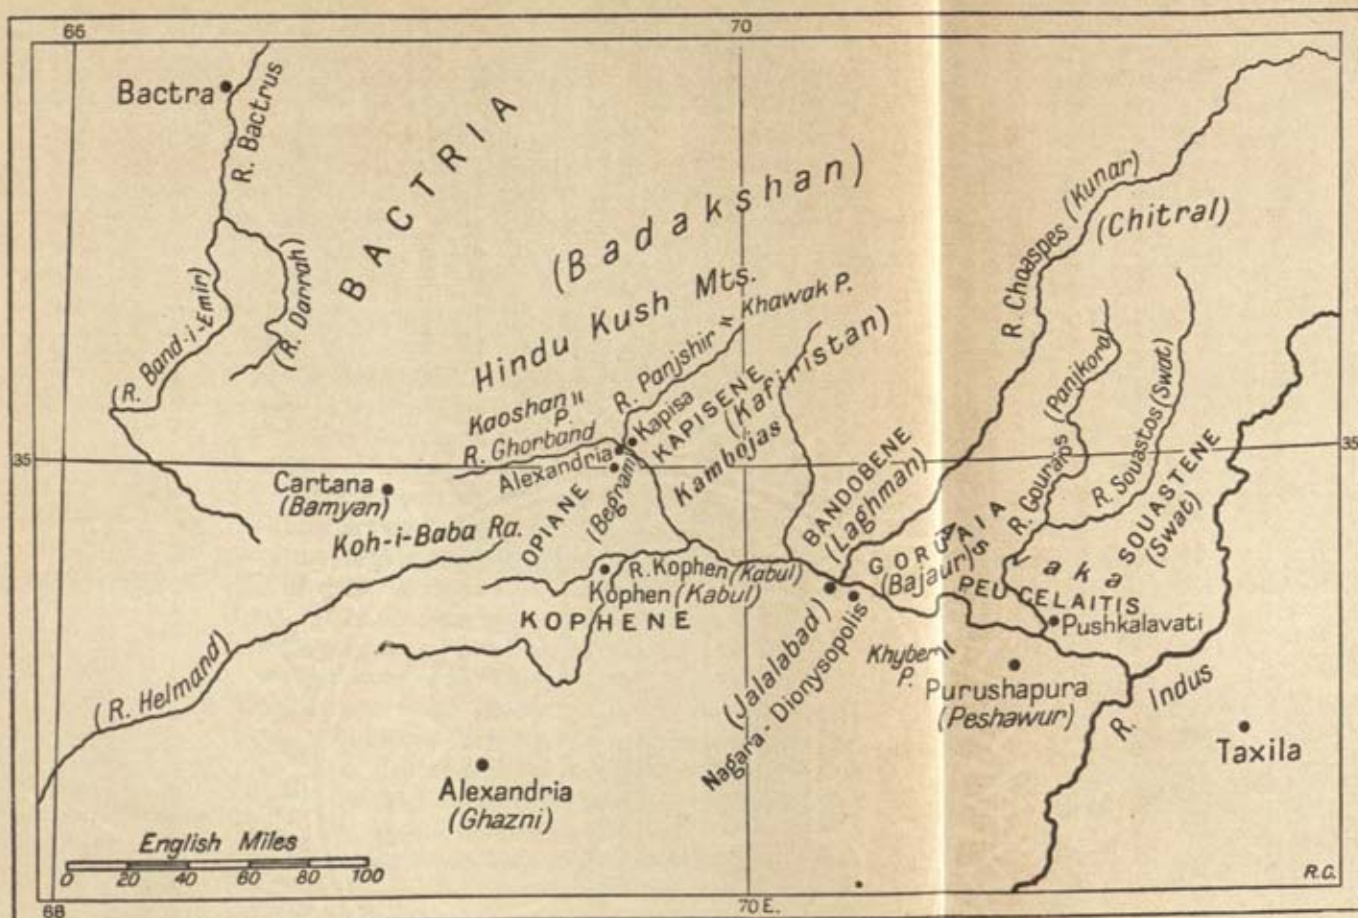 66
70
Bactra
R. Bactrus
BACTRIA
(Badakshan)
R. Choaspes (Kunar)
(Chitral)
(R. Band-i-Emir)
(R. Darrah)
Hindu Kush Mts.
Khawak P.
R. Panjshir
Kaoshan
P.
R. Ghorband
Kapisa
KAPISENE
(Kafiristan)
Kambojas
Alexandria
(Begram)
OPIANE
35
35
Cartana
(Bamyan)
Koh-i-Baba Ra.
BANDOBENE
(Laghman)
R. Gouraios (Panjkora)
R. Souastos (Swat)
SOUASTENE
(Swat)
GORUAIA
(Bajaur)
Asvaka
PEUCELAITIS
Pushkalavati
R. Kophen (Kabul)
Kophen (Kabul)
KOPHENE
(R. Helmand)
(Jalalabad)
Nagara-Dionysopolis
Khyber
P.
Purushapura
(Peshawur)
R. Indus
Taxila
Alexandria
(Ghazni)
English Miles
0 20 40 60 80 100
R.C.
68
70 E.